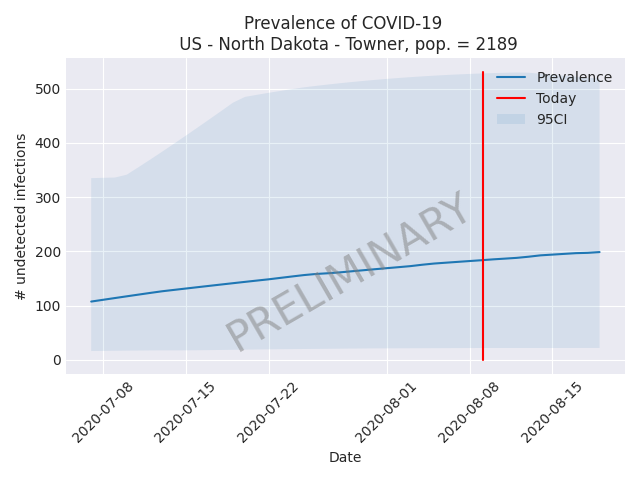 Prevalence of COVID-19
US - North Dakota - Towner, pop. = 2189
# undetected infections
500
400
300
200
100
0
Prevalence
Today
95CI
PRELIMINARY
2020-07-08
2020-07-15
2020-07-22
2020-08-01
2020-08-08
2020-08-15
Date